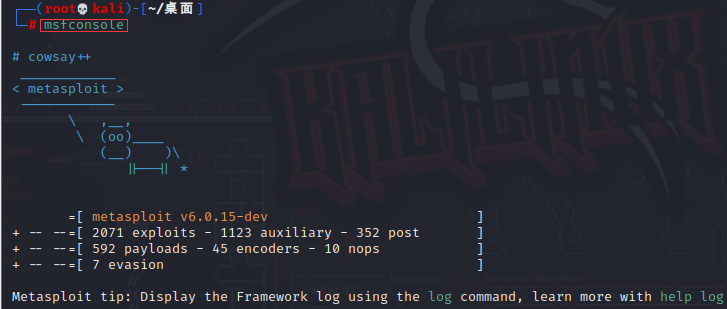 ┌──(root💀kali)-[~/桌面]
└─# msfconsole
# cowsay++
 ____________
< metasploit >
 ------------
       \   ,__,
        \  (oo)____
           (__)    )\
              ||--|| *
=[ metasploit v6.0.15-dev ]
+ -- --=[ 2071 exploits - 1123 auxiliary - 352 post ]
+ -- --=[ 592 payloads - 45 encoders - 10 nops ]
+ -- --=[ 7 evasion ]
Metasploit tip: Display the Framework log using the log command, learn more with help log
KALI LINUX